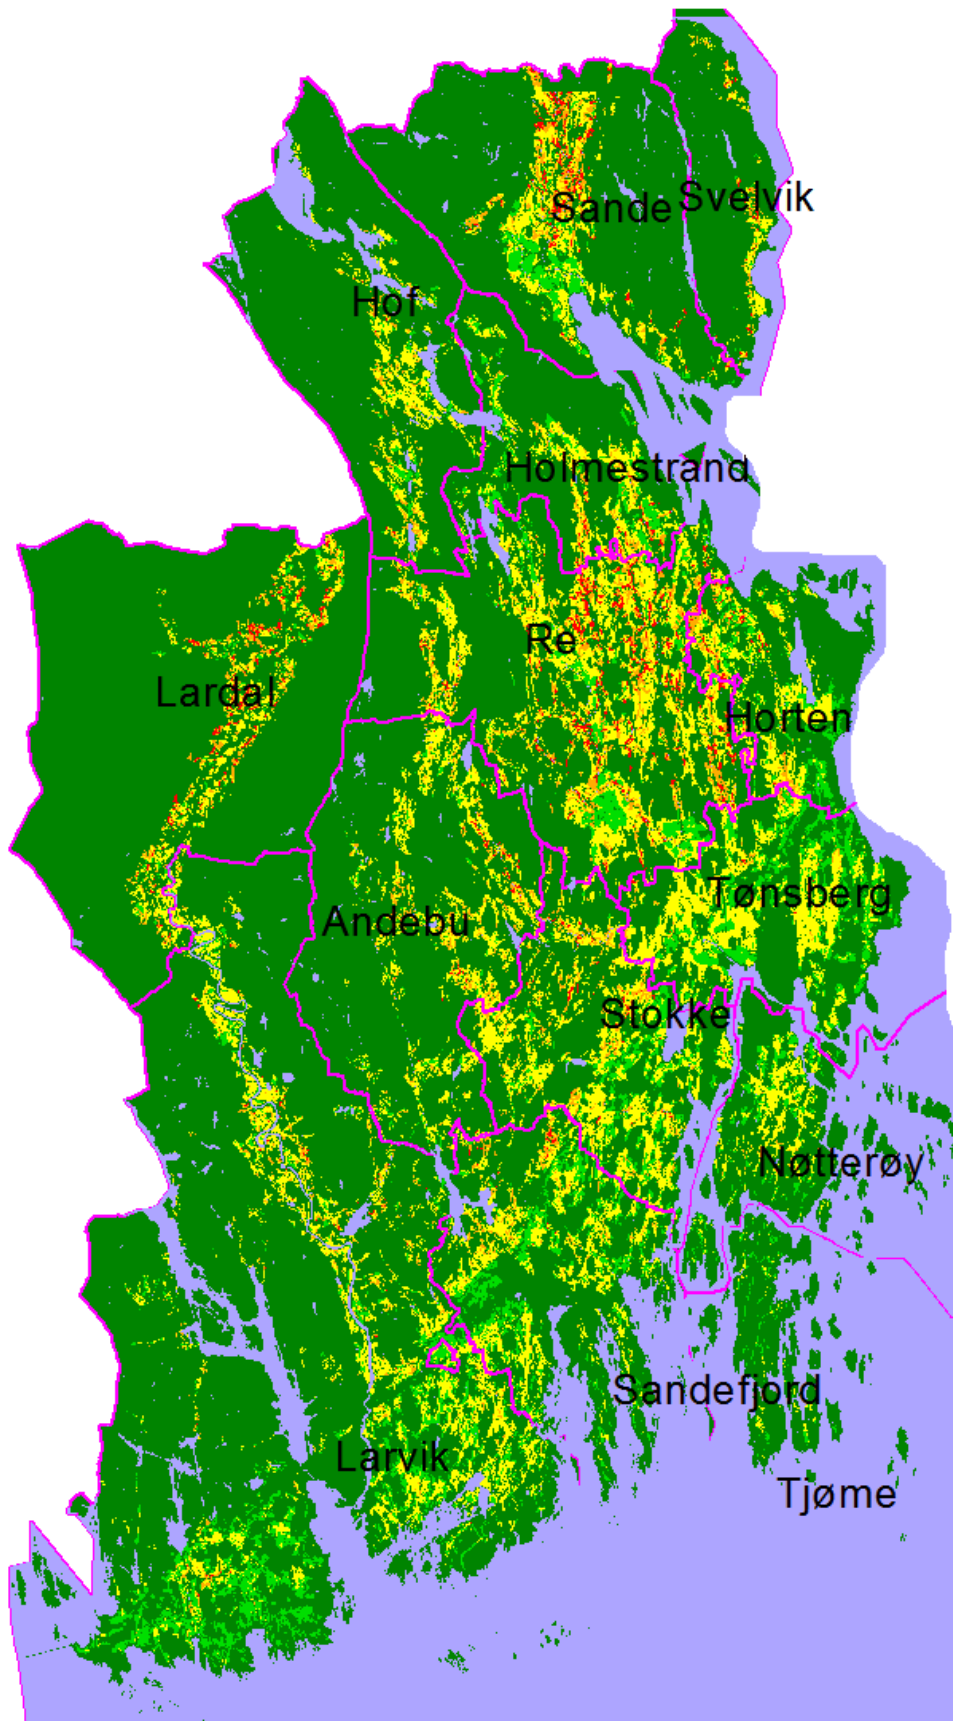 Sande
Svelvik
Hof
Holmestrand
Re
Lardal
Horten
Tønsberg
Andebu
Stokke
Nøtterøy
Sandefjord
Larvik
Tjøme